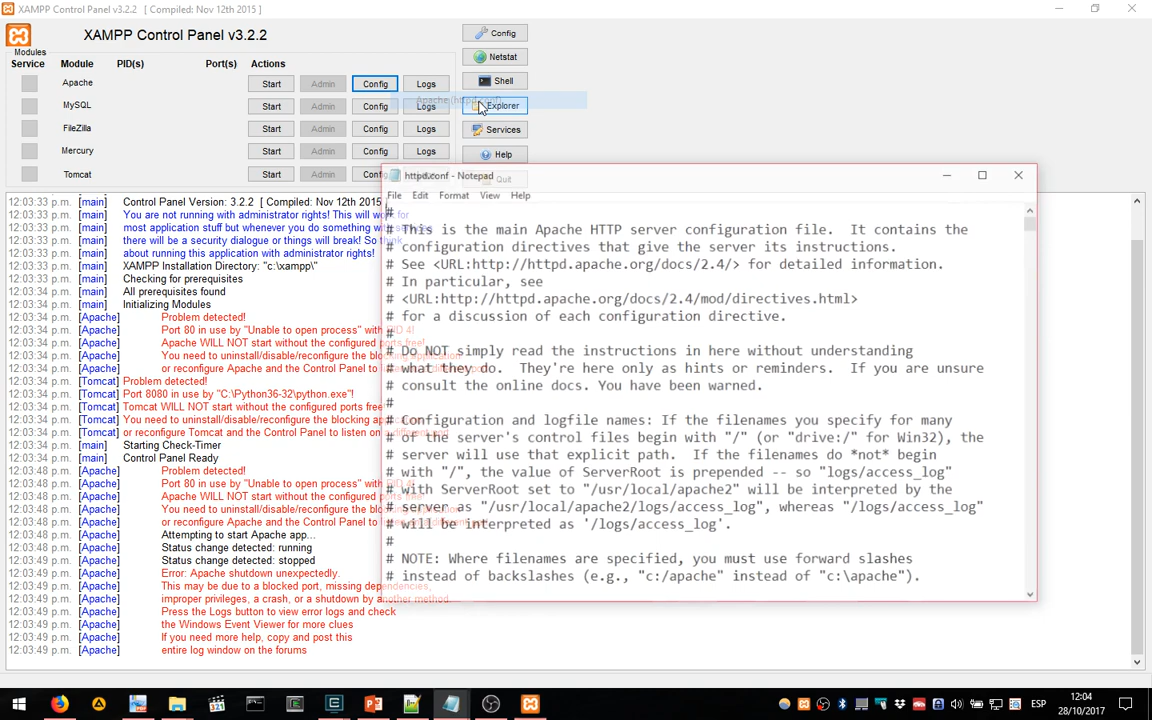 XAMPP Control Panel v3.2.2 [ Compiled: Nov 12th 2015 ]
XAMPP Control Panel v3.2.2
Config
Modules
Service Module PID(s) Port(s) Actions
Netstat
Apache Start Admin Config Logs
Shell
Apache (httpd.conf)
MySQL Start Admin Config Logs
Explorer
FileZilla Start Admin Config Logs
Services
Mercury Start Admin Config Logs
Help
Tomcat Start Admin
Quit
12:03:33 p.m. [main] Control Panel Version: 3.2.2 [ Compiled: Nov 12th 2015
12:03:33 p.m. [main] You are not running with administrator rights! This will work for
12:03:33 p.m. [main] most application stuff but whenever you do something with services
12:03:33 p.m. [main] there will be a security dialogue or things will break! So think
12:03:33 p.m. [main] about running this application with administrator rights!
12:03:33 p.m. [main] XAMPP Installation Directory: "c:\xampp\"
12:03:33 p.m. [main] Checking for prerequisites
12:03:34 p.m. [main] All prerequisites found
12:03:34 p.m. [main] Initializing Modules
12:03:34 p.m. [Apache] Problem detected!
12:03:34 p.m. [Apache] Port 80 in use by "Unable to open process" with PID 4!
12:03:34 p.m. [Apache] Apache WILL NOT start without the configured ports free!
12:03:34 p.m. [Apache] You need to uninstall/disable/reconfigure the blocking application
12:03:34 p.m. [Apache] or reconfigure Apache and the Control Panel to
12:03:34 p.m. [Tomcat] Problem detected!
12:03:34 p.m. [Tomcat] Port 8080 in use by "C:\Python36-32\python.exe"!
12:03:34 p.m. [Tomcat] Tomcat WILL NOT start without the configured ports free
12:03:34 p.m. [Tomcat] You need to uninstall/disable/reconfigure the blocking
12:03:34 p.m. [Tomcat] or reconfigure Tomcat and the Control Panel to listen
12:03:34 p.m. [main] Starting Check-Timer
12:03:34 p.m. [main] Control Panel Ready
12:03:48 p.m. [Apache] Problem detected!
12:03:48 p.m. [Apache] Port 80 in use by "Unable to open process" with PID 4!
12:03:48 p.m. [Apache] Apache WILL NOT start without the configured ports free!
12:03:48 p.m. [Apache] You need to uninstall/disable/reconfigure the blocking
12:03:48 p.m. [Apache] or reconfigure Apache and the Control Panel to
12:03:48 p.m. [Apache] Attempting to start Apache app...
12:03:48 p.m. [Apache] Status change detected: running
12:03:49 p.m. [Apache] Status change detected: stopped
12:03:49 p.m. [Apache] Error: Apache shutdown unexpectedly.
12:03:49 p.m. [Apache] This may be due to a blocked port, missing dependencies,
12:03:49 p.m. [Apache] improper privileges, a crash, or a shutdown by another method.
12:03:49 p.m. [Apache] Press the Logs button to view error logs and check
12:03:49 p.m. [Apache] the Windows Event Viewer for more clues
12:03:49 p.m. [Apache] If you need more help, copy and post this
12:03:49 p.m. [Apache] entire log window on the forums
httpd.conf - Notepad
File Edit Format View Help
#
# This is the main Apache HTTP server configuration file.  It contains the
# configuration directives that give the server its instructions.
# See <URL:http://httpd.apache.org/docs/2.4/> for detailed information.
# In particular, see
# <URL:http://httpd.apache.org/docs/2.4/mod/directives.html>
# for a discussion of each configuration directive.
#
# Do NOT simply read the instructions in here without understanding
# what they do.  They're here only as hints or reminders.  If you are unsure
# consult the online docs. You have been warned.
#
# Configuration and logfile names: If the filenames you specify for many
# of the server's control files begin with "/" (or "drive:/" for Win32), the
# server will use that explicit path.  If the filenames do *not* begin
# with "/", the value of ServerRoot is prepended -- so "logs/access_log"
# with ServerRoot set to "/usr/local/apache2" will be interpreted by the
# server as "/usr/local/apache2/logs/access_log", whereas "/logs/access_log"
# will be interpreted as '/logs/access_log'.
#
# NOTE: Where filenames are specified, you must use forward slashes
# instead of backslashes (e.g., "c:/apache" instead of "c:\apache").
ESP
12:04
28/10/2017